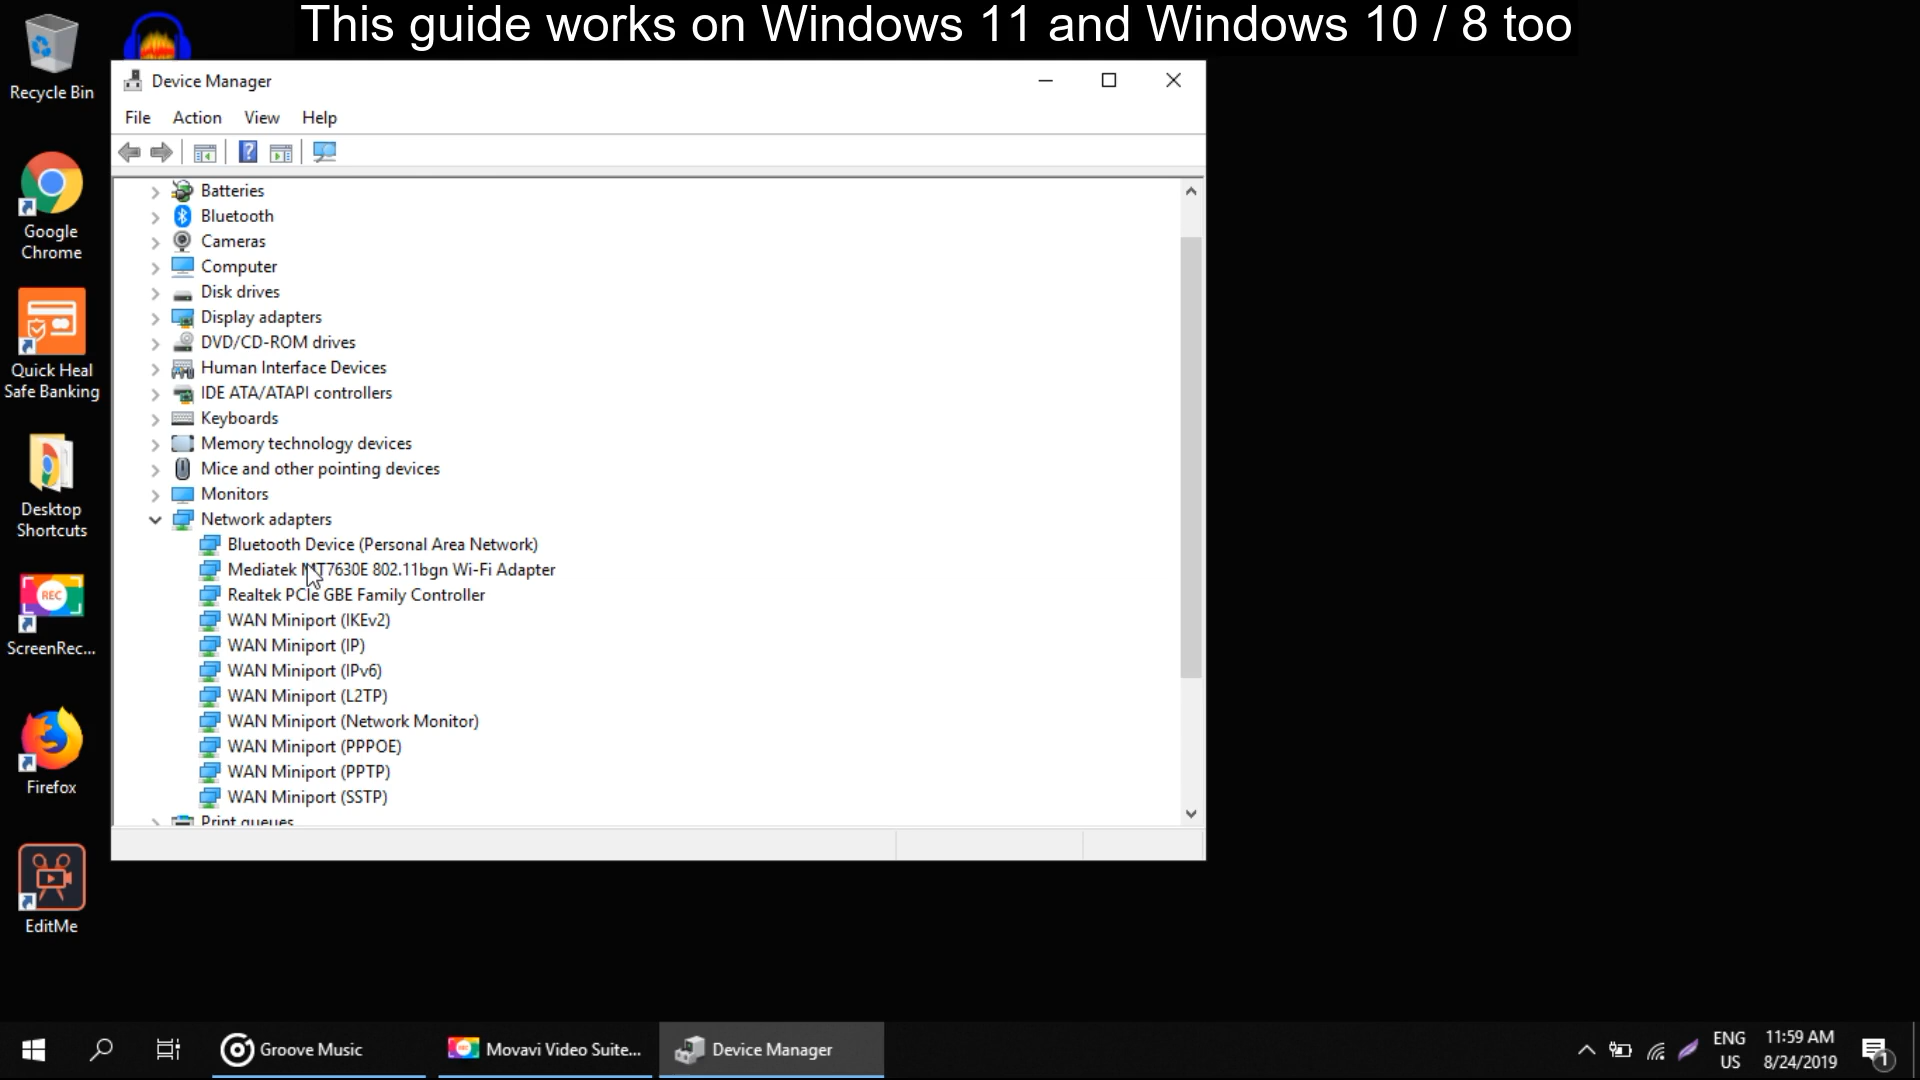 This guide works on Windows 11 and Windows 10 / 8 too
Recycle Bin
Device Manager
File Action View Help
Google
Chrome
Quick Heal
Safe Banking
Desktop
Shortcuts
REC
ScreenRec...
Firefox
EditMe
Batteries
Bluetooth
Cameras
Computer
Disk drives
Display adapters
DVD/CD-ROM drives
Human Interface Devices
IDE ATA/ATAPI controllers
Keyboards
Memory technology devices
Mice and other pointing devices
Monitors
Network adapters
Bluetooth Device (Personal Area Network)
Mediatek MT7630E 802.11bgn Wi-Fi Adapter
Realtek PCIe GBE Family Controller
WAN Miniport (IKEv2)
WAN Miniport (IP)
WAN Miniport (IPv6)
WAN Miniport (L2TP)
WAN Miniport (Network Monitor)
WAN Miniport (PPPOE)
WAN Miniport (PPTP)
WAN Miniport (SSTP)
Print queues
Groove Music
Movavi Video Suite...
Device Manager
ENG
US
11:59 AM
8/24/2019
1